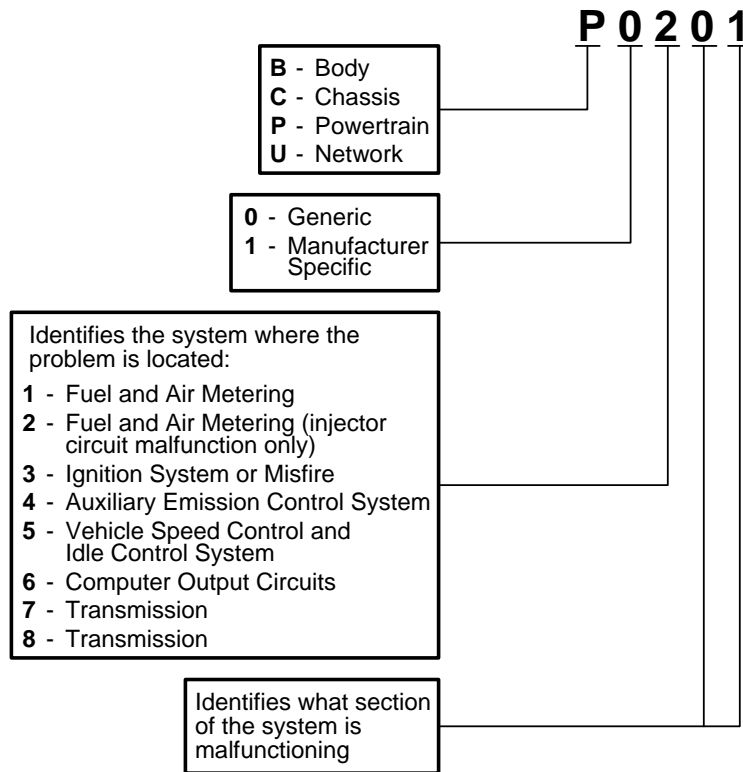 P 0 2 0 1
B - Body
C - Chassis
P - Powertrain
U - Network
0 - Generic
1 - Manufacturer
Specific
Identifies the system where the
problem is located:
1 - Fuel and Air Metering
2 - Fuel and Air Metering (injector
circuit malfunction only)
3 - Ignition System or Misfire
4 - Auxiliary Emission Control System
5 - Vehicle Speed Control and
Idle Control System
6 - Computer Output Circuits
7 - Transmission
8 - Transmission
Identifies what section
of the system is
malfunctioning